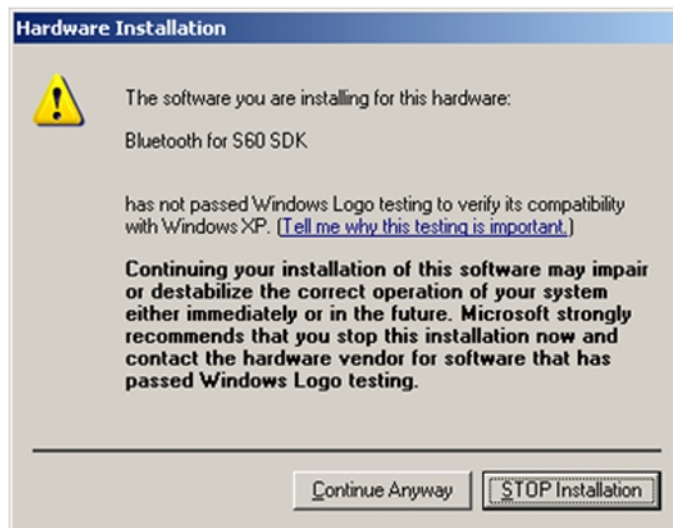 Hardware Installation
The software you are installing for this hardware:
Bluetooth for S60 SDK
has not passed Windows Logo testing to verify its compatibility
with Windows XP. (Tell me why this testing is important.)
Continuing your installation of this software may impair
or destabilize the correct operation of your system
either immediately or in the future. Microsoft strongly
recommends that you stop this installation now and
contact the hardware vendor for software that has
passed Windows Logo testing.
Continue Anyway
STOP Installation